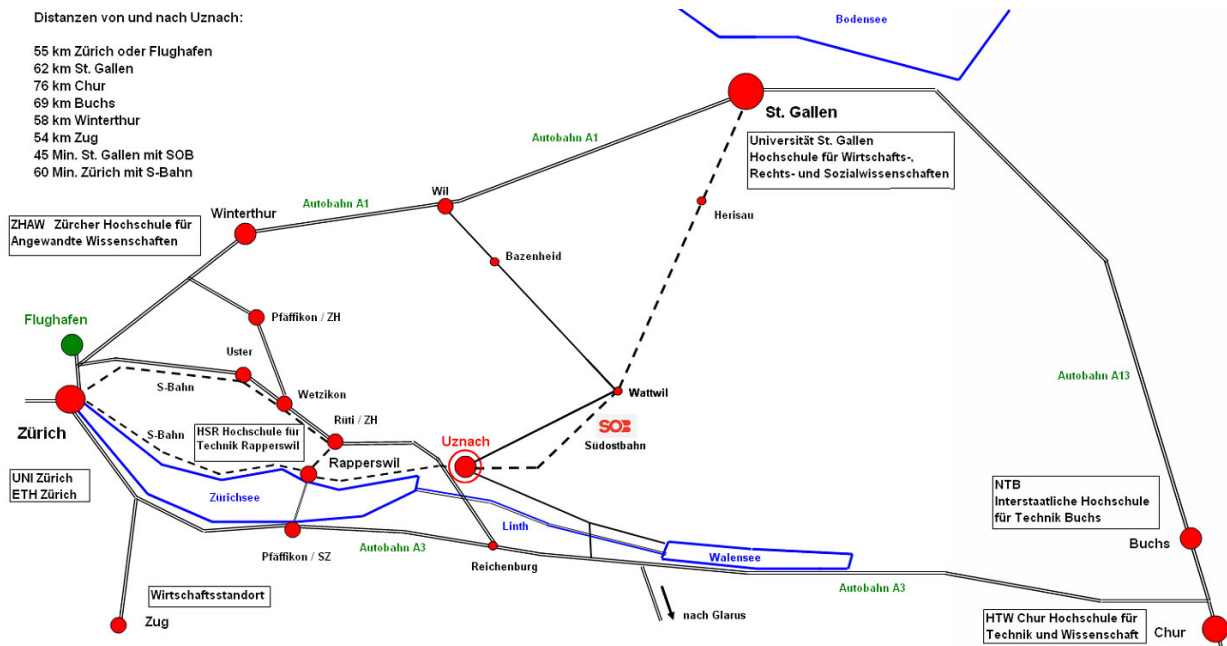 Distanzen von und nach Uznach:
55 km Zürich oder Flughafen
62 km St. Gallen
76 km Chur
69 km Buchs
58 km Winterthur
54 km Zug
45 Min. St. Gallen mit SOB
60 Min. Zürich mit S-Bahn
Bodensee
St. Gallen
Autobahn A1
Universität St. Gallen
Hochschule für Wirtschafts-,
Rechts- und Sozialwissenschaften
Wil
Autobahn A1
Herisau
Winterthur
ZHAW Zürcher Hochschule für
Angewandte Wissenschaften
Bazenheid
Flughafen
Pfäffikon / ZH
Uster
S-Bahn
Autobahn A13
Wetzikon
Wattwil
Zürich
S-Bahn
HSR Hochschule für
Technik Rapperswil
Rüti / ZH
SOB
Südostbahn
Uznach
Rapperswil
UNI Zürich
ETH Zürich
Zürichsee
NTB
Interstaatliche Hochschule
für Technik Buchs
Linth
Buchs
Pfäffikon / SZ
Autobahn A3
Reichenburg
Walensee
Autobahn A3
Wirtschaftsstandort
Zug
nach Glarus
HTW Chur Hochschule für
Technik und Wissenschaft
Chur